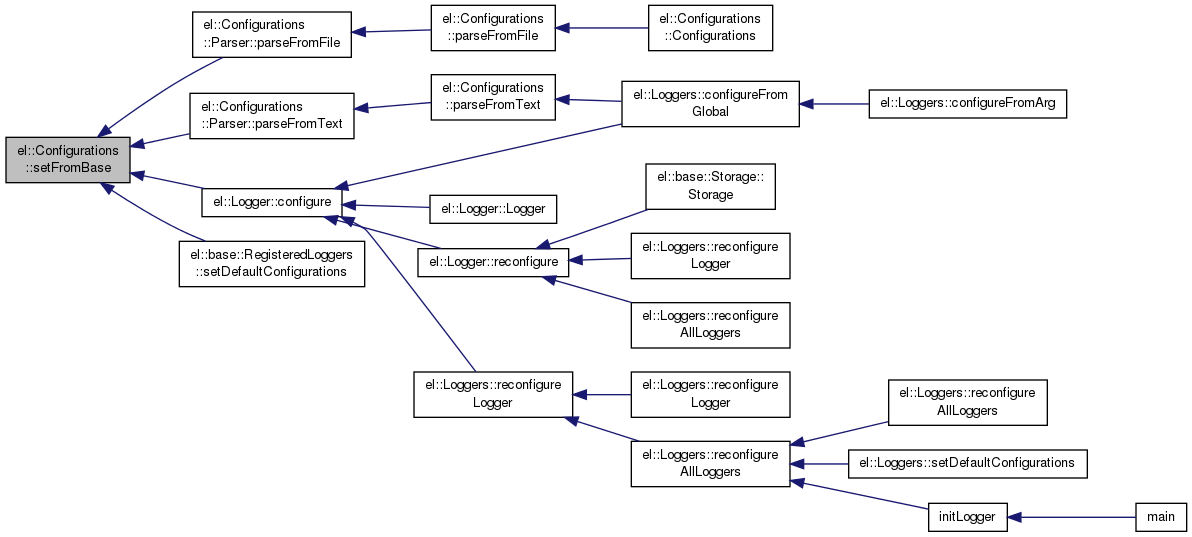 el::Configurations
::setFromBase
el::Configurations
::Parser::parseFromFile
el::Configurations
::parseFromFile
el::Configurations
::Configurations
el::Configurations
::Parser::parseFromText
el::Configurations
::parseFromText
el::Loggers::configureFrom
Global
el::Loggers::configureFromArg
el::Logger::configure
el::Logger::Logger
el::Logger::reconfigure
el::base::Storage::
Storage
el::Loggers::reconfigure
Logger
el::Loggers::reconfigure
AllLoggers
el::base::RegisteredLoggers
::setDefaultConfigurations
el::Loggers::reconfigure
Logger
el::Loggers::reconfigure
Logger
el::Loggers::reconfigure
AllLoggers
el::Loggers::reconfigure
AllLoggers
el::Loggers::setDefaultConfigurations
initLogger
main